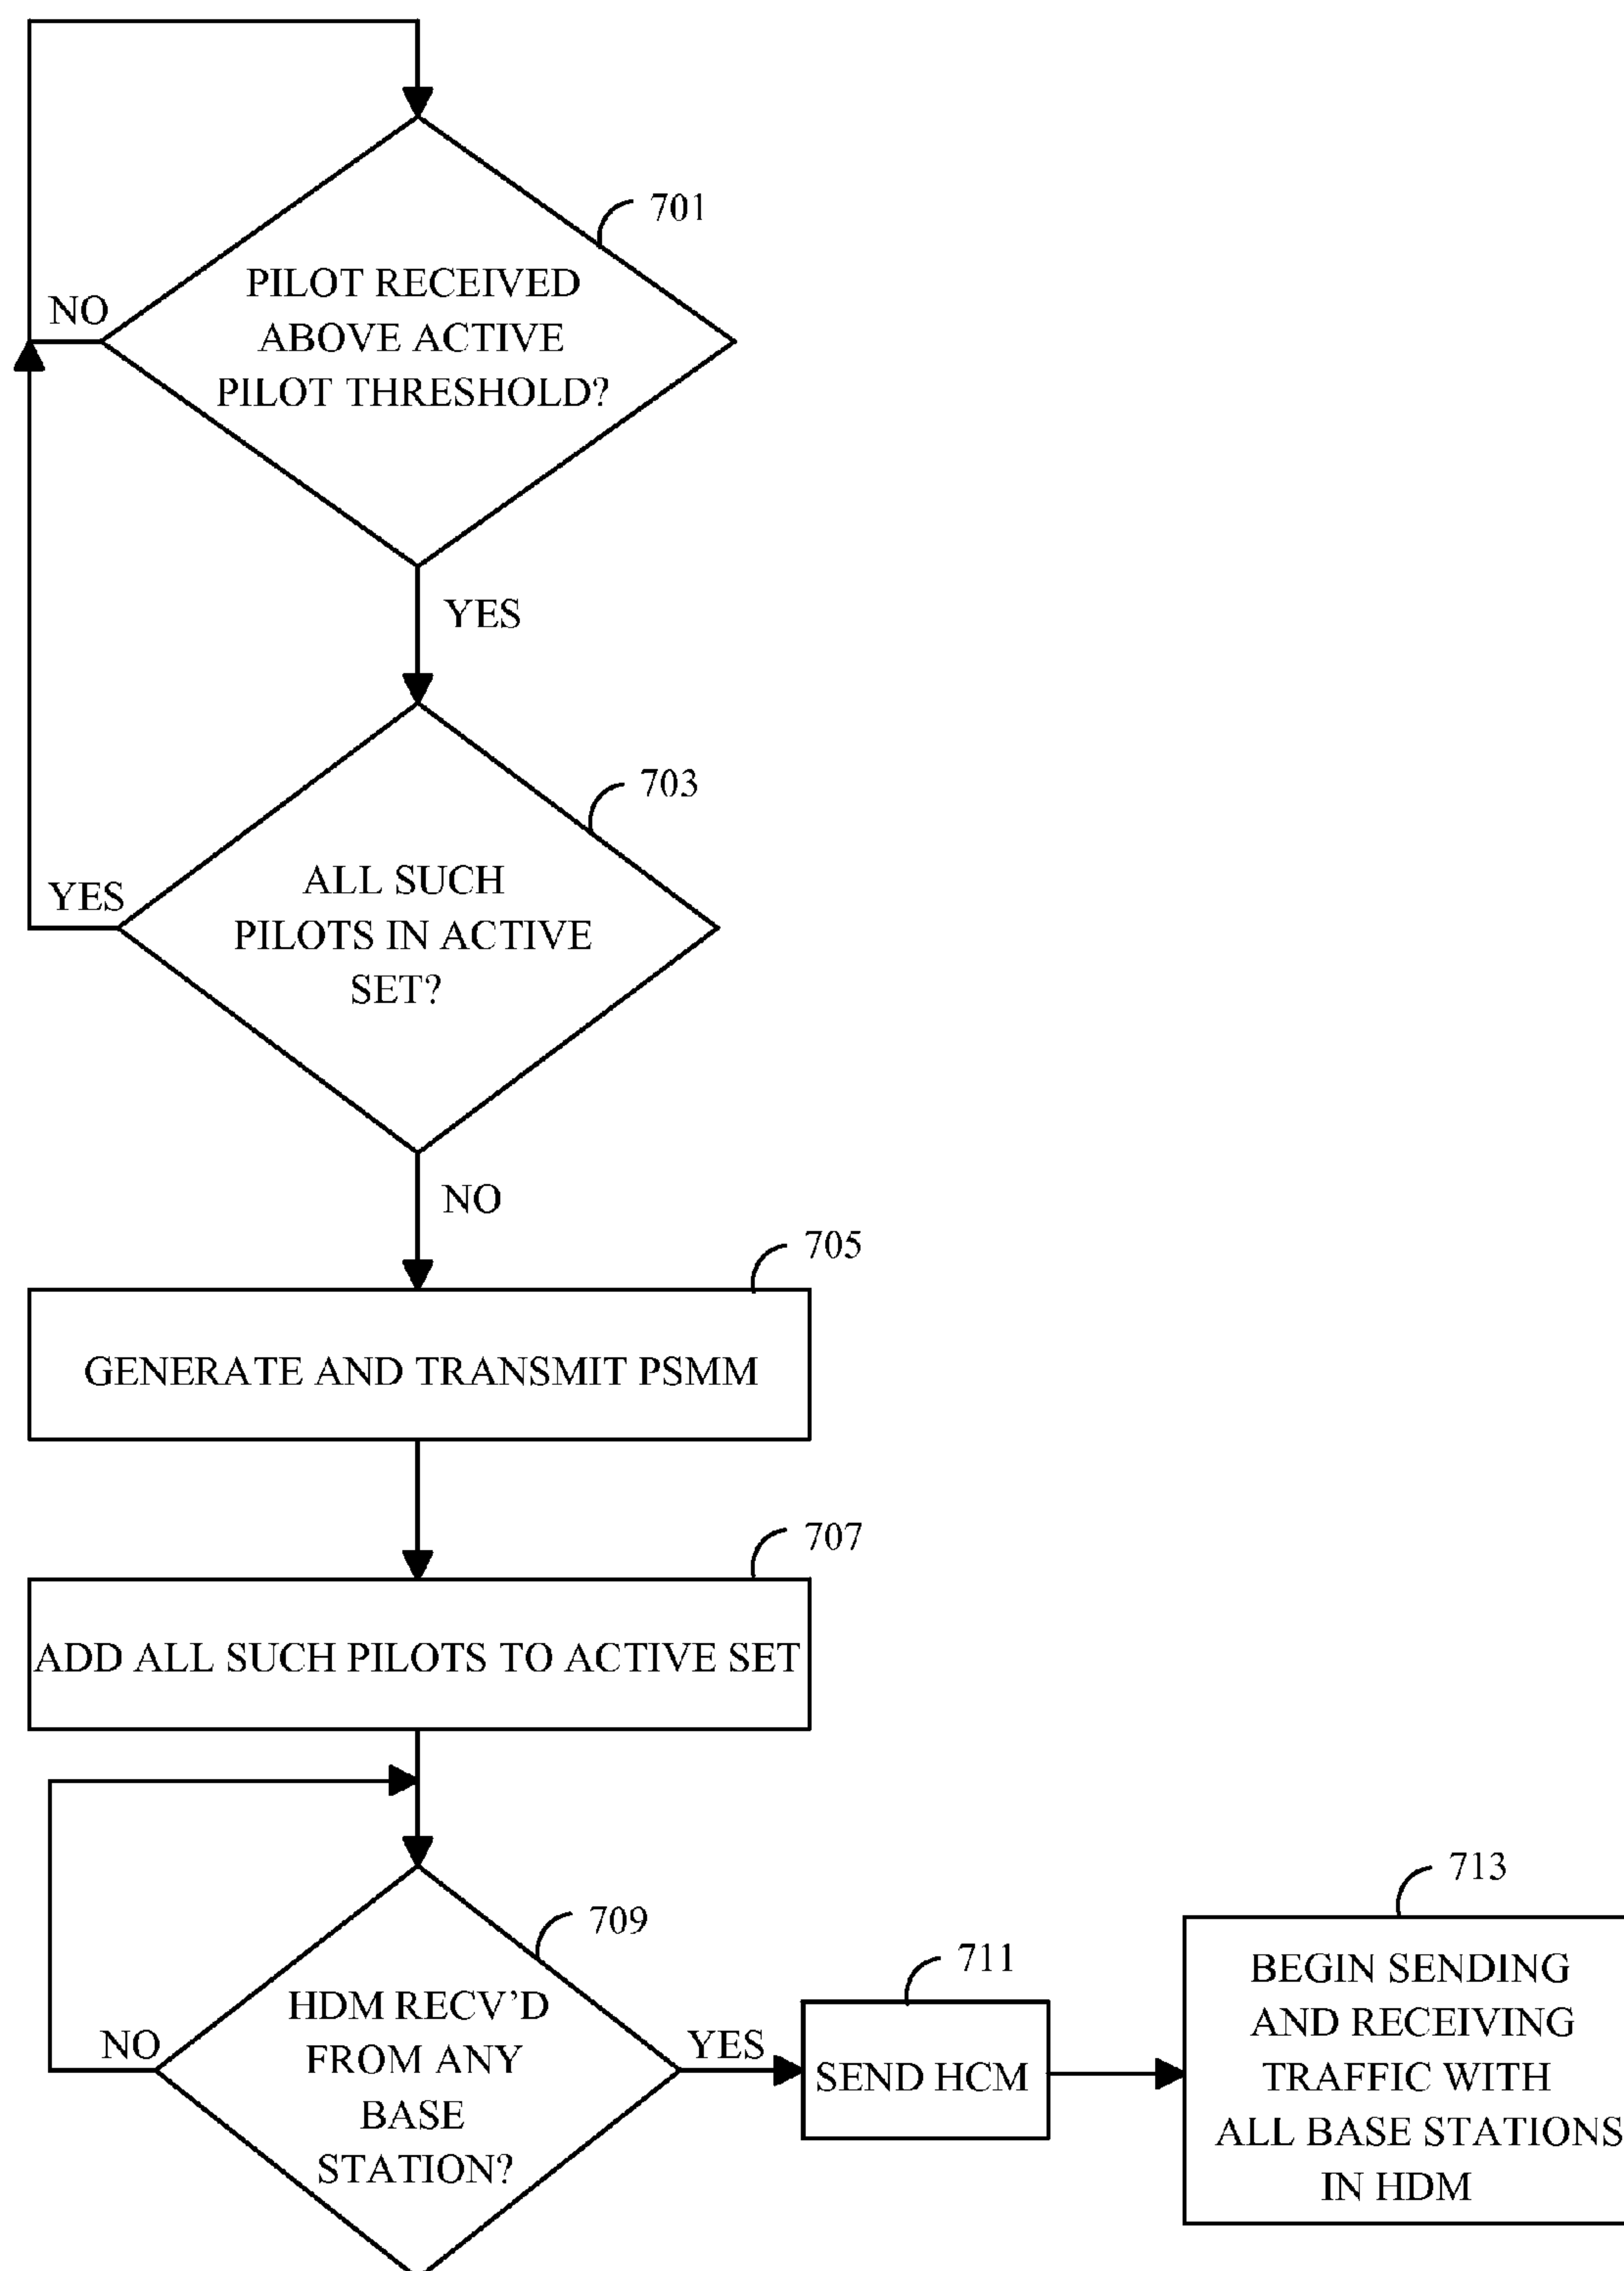 701
PILOT RECEIVED
ABOVE ACTIVE
PILOT THRESHOLD?
NO
YES
703
ALL SUCH
PILOTS IN ACTIVE
SET?
YES
NO
705
GENERATE AND TRANSMIT PSMM
707
ADD ALL SUCH PILOTS TO ACTIVE SET
709
HDM RECV'D
FROM ANY
BASE
STATION?
NO
YES
711
SEND HCM
713
BEGIN SENDING
AND RECEIVING
TRAFFIC WITH
ALL BASE STATIONS
IN HDM